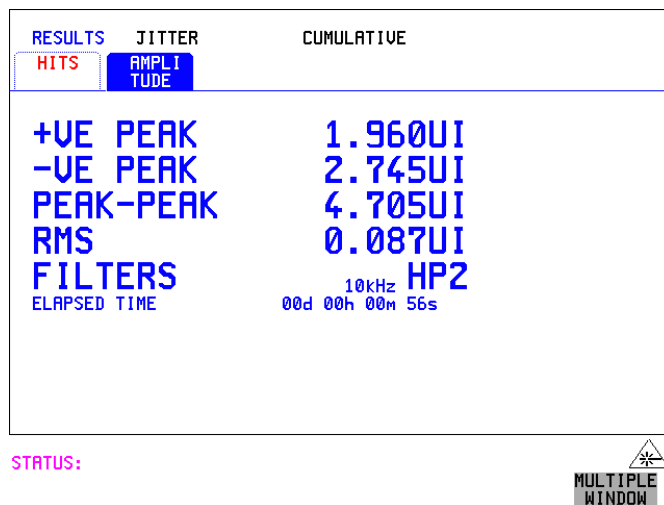 RESULTS JITTER CUMULATIVE
HITS AMPLI
TUDE
+VE PEAK 1.960UI
-VE PEAK 2.745UI
PEAK-PEAK 4.705UI
RMS 0.087UI
FILTERS 10kHz HP2
ELAPSED TIME 00d 00h 00m 56s
STATUS:
MULTIPLE
WINDOW